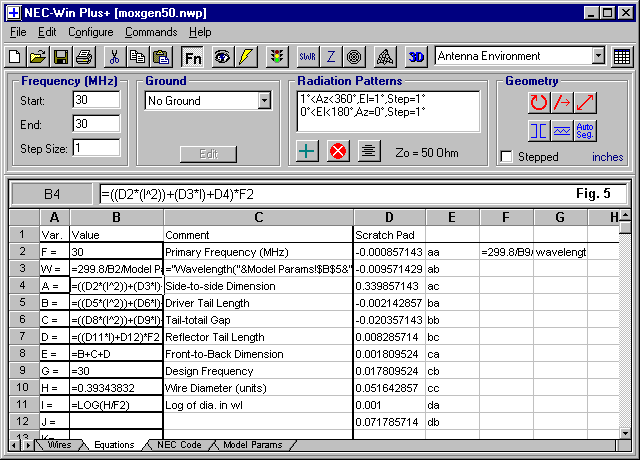 NEC-Win Plus+ [moxgen50.nwp]
File Edit Configure Commands Help
Fn SWR Z 3D Antenna Environment
Frequency (MHz)
Start: 30
End: 30
Step Size: 1
Ground
No Ground
Edit
Radiation Patterns
1°<Az<360°,El=1°,Step=1°
0°<El<180°,Az=0°,Step=1°
Zo = 50 Ohm
Geometry
Auto Seg.
Stepped inches
B4 =((D2*(I^2))+(D3*I)+D4)*F2 Fig. 5
A B C D E F G H
1 Var. Value Comment Scratch Pad
2 F = 30 Primary Frequency (MHz) -0.000857143 aa =299.8/B9/ wavelengt
3 W = =299.8/B2/Model Pa ="Wavelength("&Model Params!$B$5&" -0.009571429 ab
4 A = =((D2*(I^2))+(D3*I)- Side-to-side Dimension 0.339857143 ac
5 B = =((D5*(I^2))+(D6*I)- Driver Tail Length -0.002142857 ba
6 C = =((D8*(I^2))+(D9*I)- Tail-totail Gap -0.020357143 bb
7 D = =((D11*I)+D12)*F2 Reflector Tail Length 0.008285714 bc
8 E = =B+C+D Front-to-Back Dimension 0.001809524 ca
9 G = =30 Design Frequency 0.017809524 cb
10 H = =0.39343832 Wire Diameter (units) 0.051642857 cc
11 I = =LOG(H/F2) Log of dia. in wl 0.001 da
12 J = 0.071785714 db
13 K=
Wires Equations NEC Code Model Params